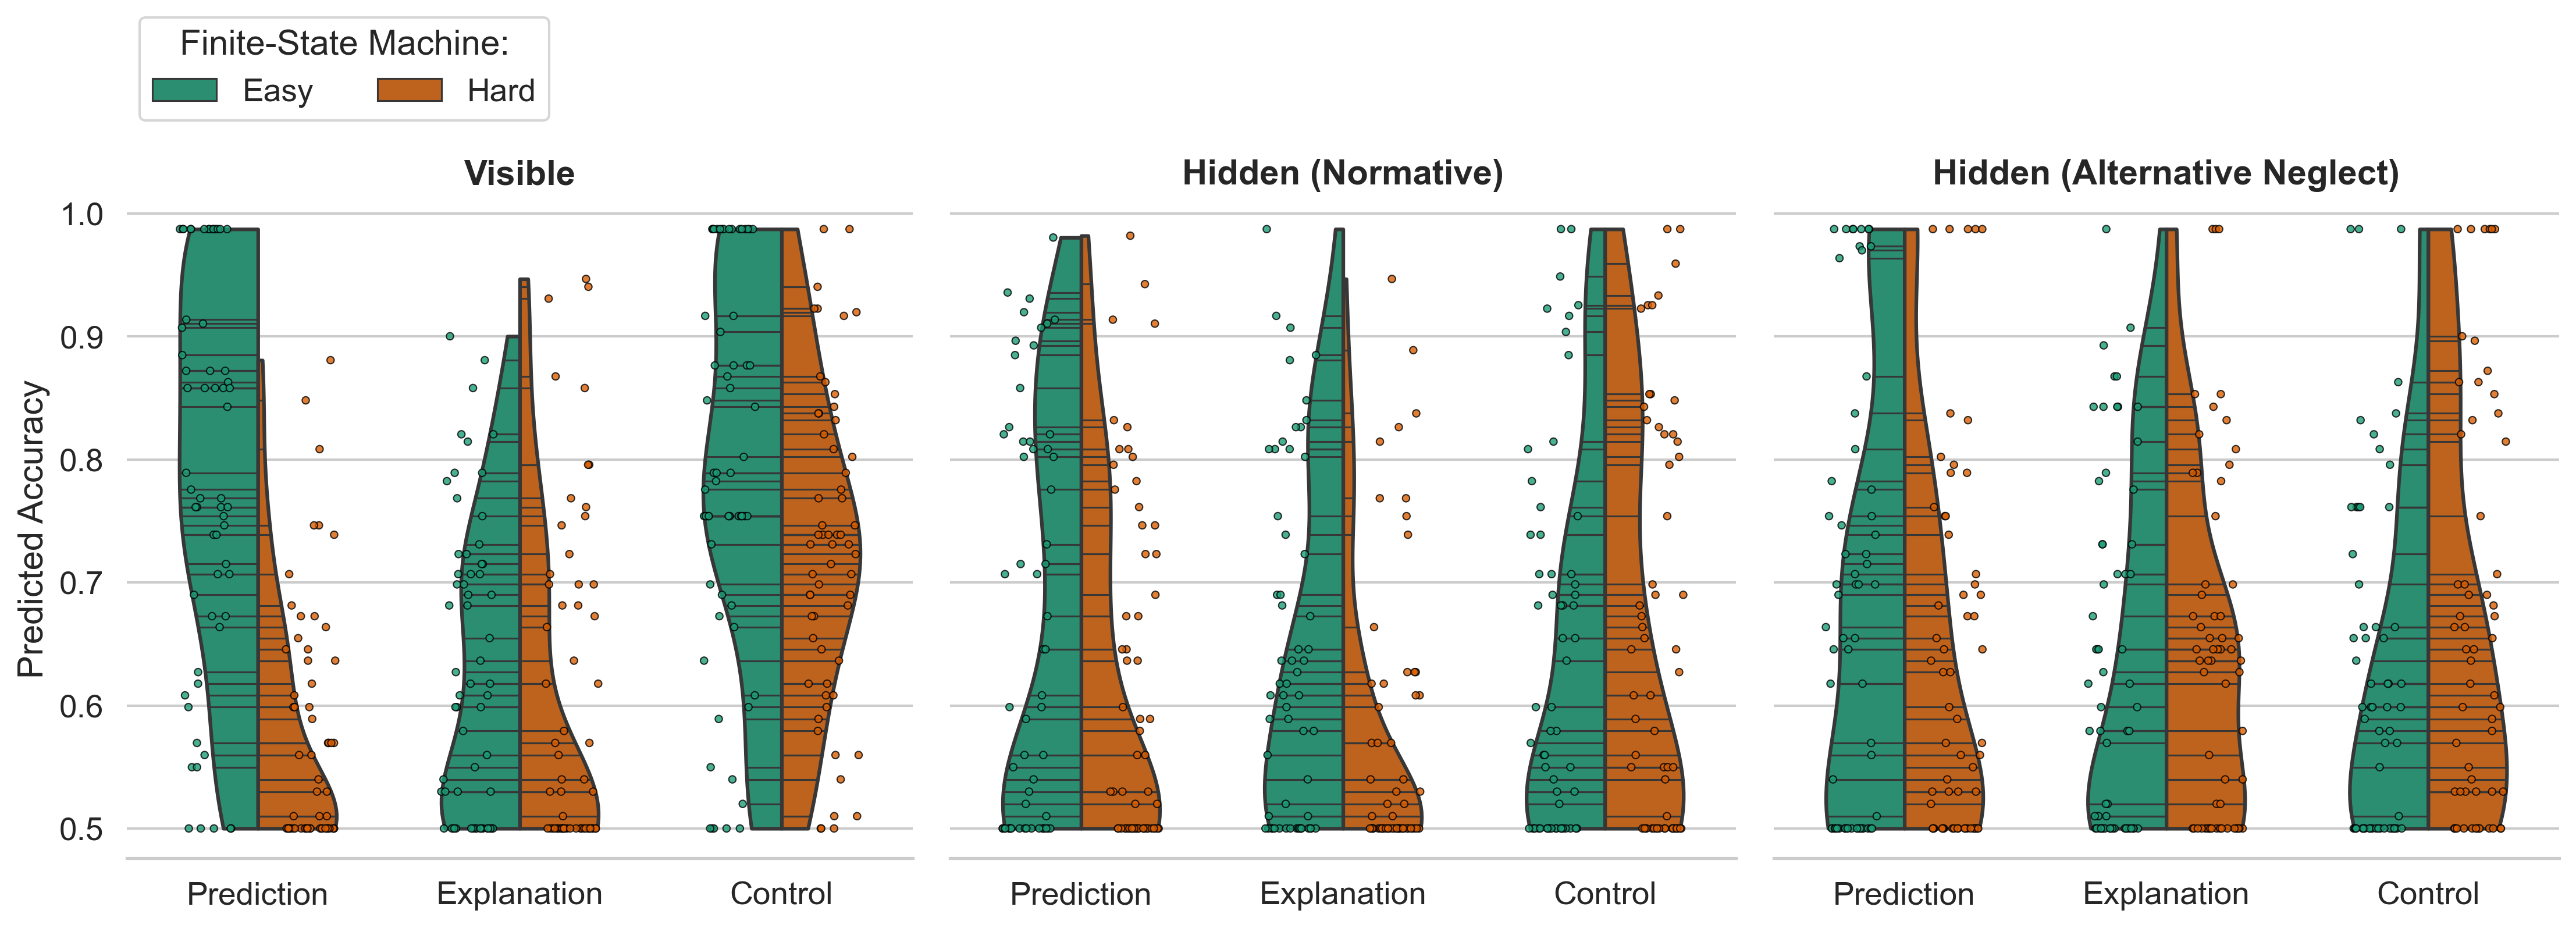 Finite-State Machine:
Easy Hard
Visible
Hidden (Normative)
Hidden (Alternative Neglect)
Predicted Accuracy
1.0
0.9
0.8
0.7
0.6
0.5
Prediction Explanation Control
Prediction Explanation Control
Prediction Explanation Control